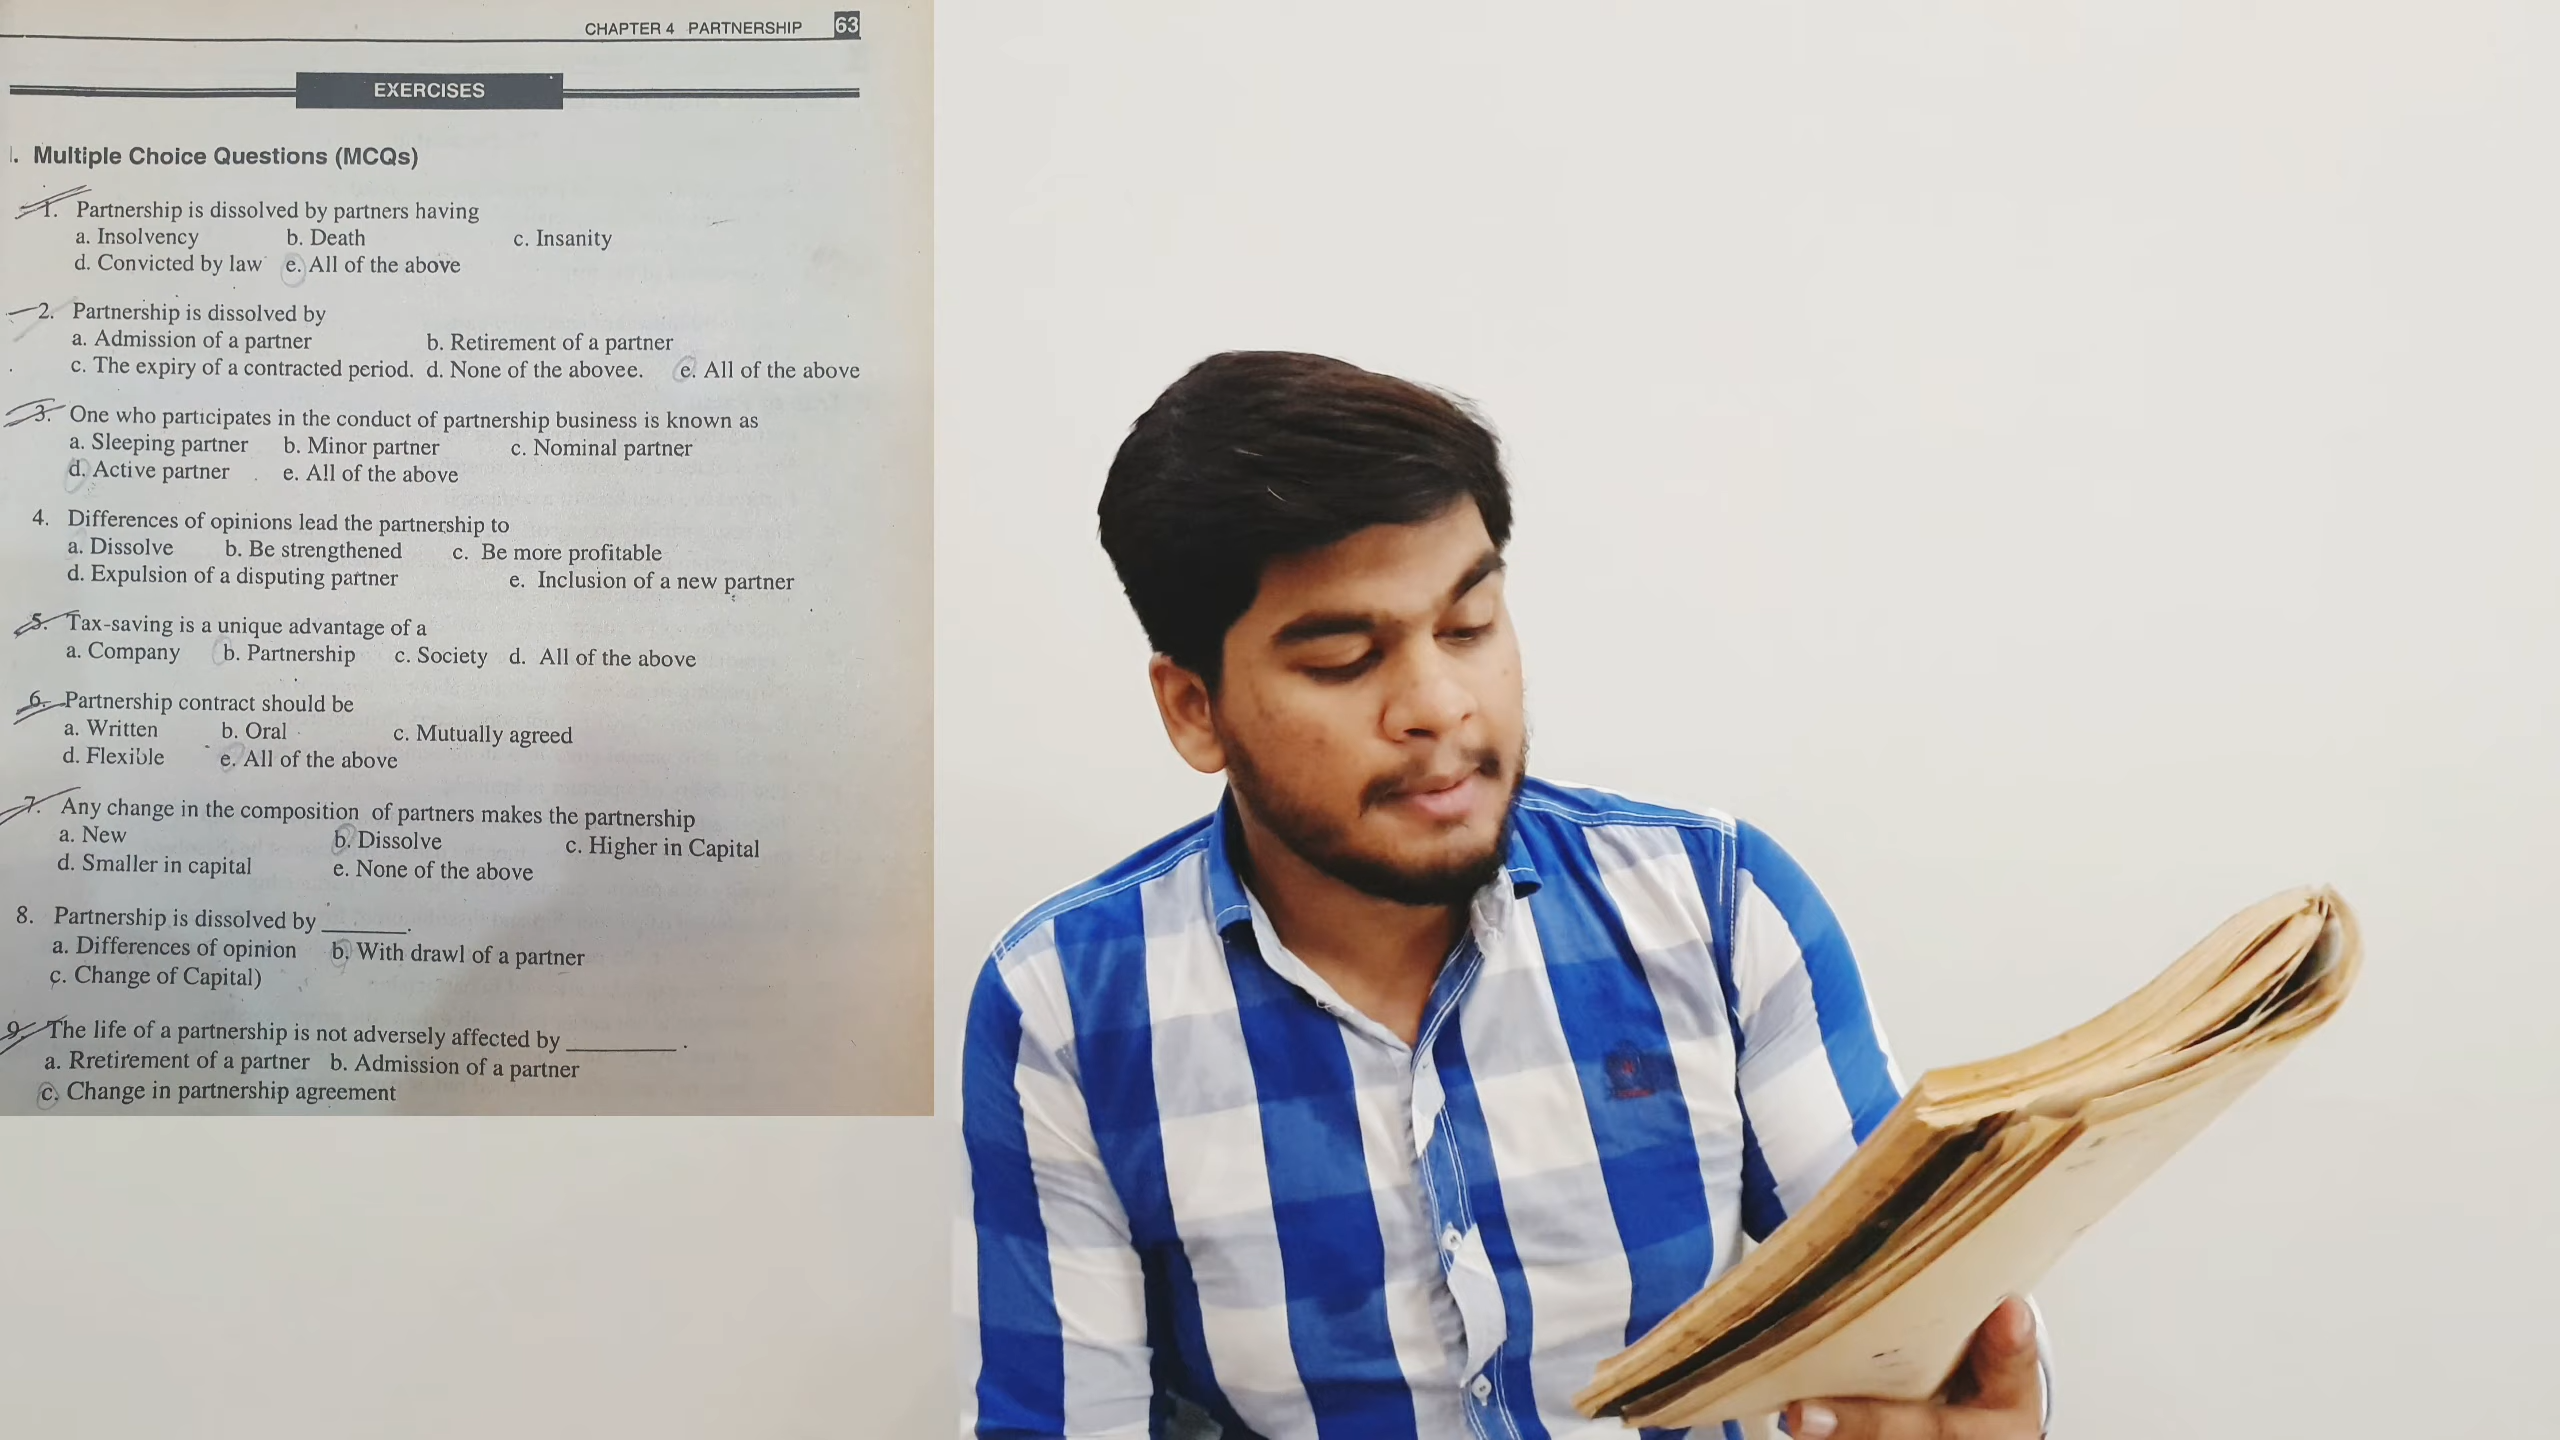 CHAPTER 4 PARTNERSHIP 63
EXERCISES
I. Multiple Choice Questions (MCQs)
1. Partnership is dissolved by partners having
a. Insolvency b. Death c. Insanity
d. Convicted by law e. All of the above
2. Partnership is dissolved by
a. Admission of a partner b. Retirement of a partner
c. The expiry of a contracted period. d. None of the abovee. e. All of the above
3. One who participates in the conduct of partnership business is known as
a. Sleeping partner b. Minor partner c. Nominal partner
d. Active partner e. All of the above
4. Differences of opinions lead the partnership to
a. Dissolve b. Be strengthened c. Be more profitable
d. Expulsion of a disputing partner e. Inclusion of a new partner
5. Tax-saving is a unique advantage of a
a. Company b. Partnership c. Society d. All of the above
6. Partnership contract should be
a. Written b. Oral c. Mutually agreed
d. Flexible e. All of the above
7. Any change in the composition of partners makes the partnership
a. New b. Dissolve c. Higher in Capital
d. Smaller in capital e. None of the above
8. Partnership is dissolved by ______.
a. Differences of opinion b. With drawl of a partner
c. Change of Capital)
9. The life of a partnership is not adversely affected by ________ .
a. Rretirement of a partner b. Admission of a partner
c. Change in partnership agreement